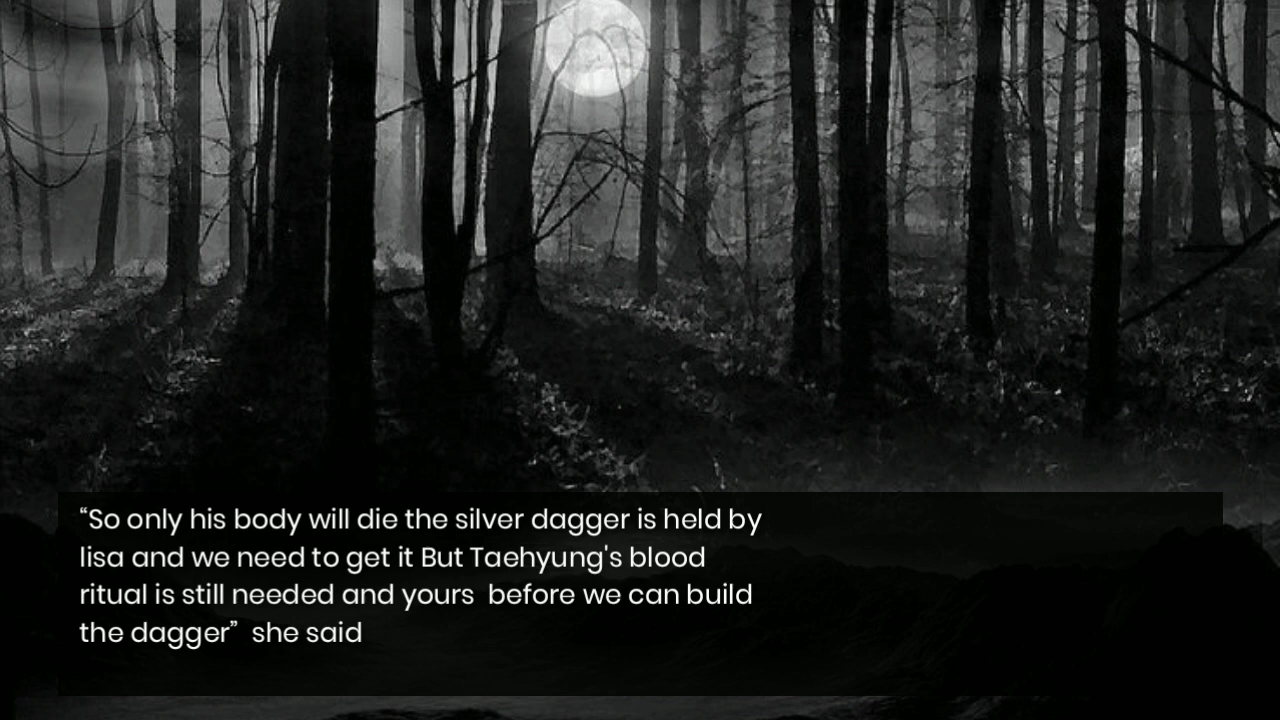 “So only his body will die the silver dagger is held by
lisa and we need to get it But Taehyung's blood
ritual is still needed and yours  before we can build
the dagger”  she said